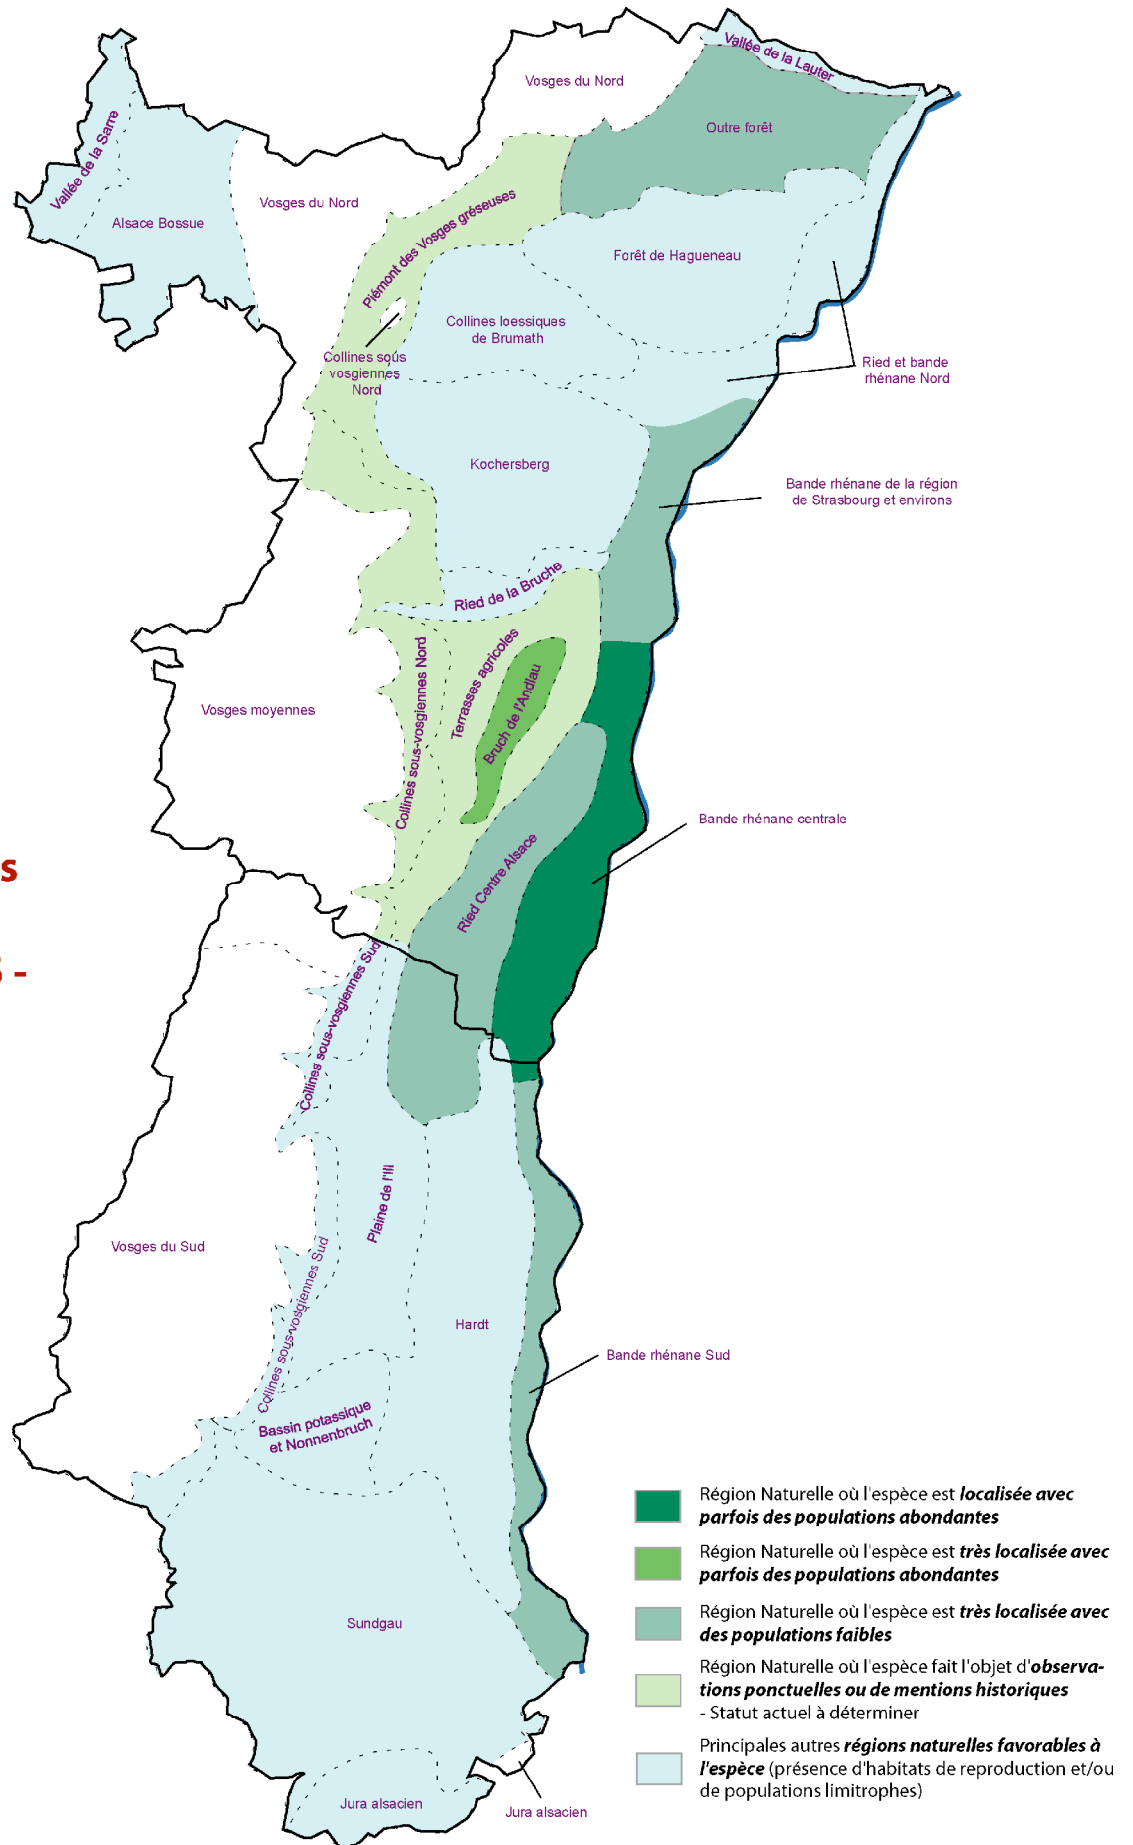 Vallée de la Lauter
Vosges du Nord
Outre forêt
Vallée de la Sarre
Alsace Bossue
Vosges du Nord
Piémont des Vosges gréseuses
Forêt de Hagueneau
Collines loessiques
de Brumath
Collines sous
vosgiennes
Nord
Ried et bande
rhénane Nord
Kochersberg
Bande rhénane de la région
de Strasbourg et environs
Ried de la Bruche
Collines sous-vosgiennes Nord
Terrasses agricoles
Bruch de l'Andlau
Vosges moyennes
Bande rhénane centrale
s
Ried Centre Alsace
-
Collines sous-vosgiennes Sud
Plaine de l'Ill
Vosges du Sud
Collines sous-vosgiennes Sud
Hardt
Bande rhénane Sud
Bassin potassique
et Nonnenbruch
Sundgau
Jura alsacien
Jura alsacien
Région Naturelle où l'espèce est localisée avec
parfois des populations abondantes
Région Naturelle où l'espèce est très localisée avec
parfois des populations abondantes
Région Naturelle où l'espèce est très localisée avec
des populations faibles
Région Naturelle où l'espèce fait l'objet d'observa-
tions ponctuelles ou de mentions historiques
- Statut actuel à déterminer
Principales autres régions naturelles favorables à
l'espèce (présence d'habitats de reproduction et/ou
de populations limitrophes)